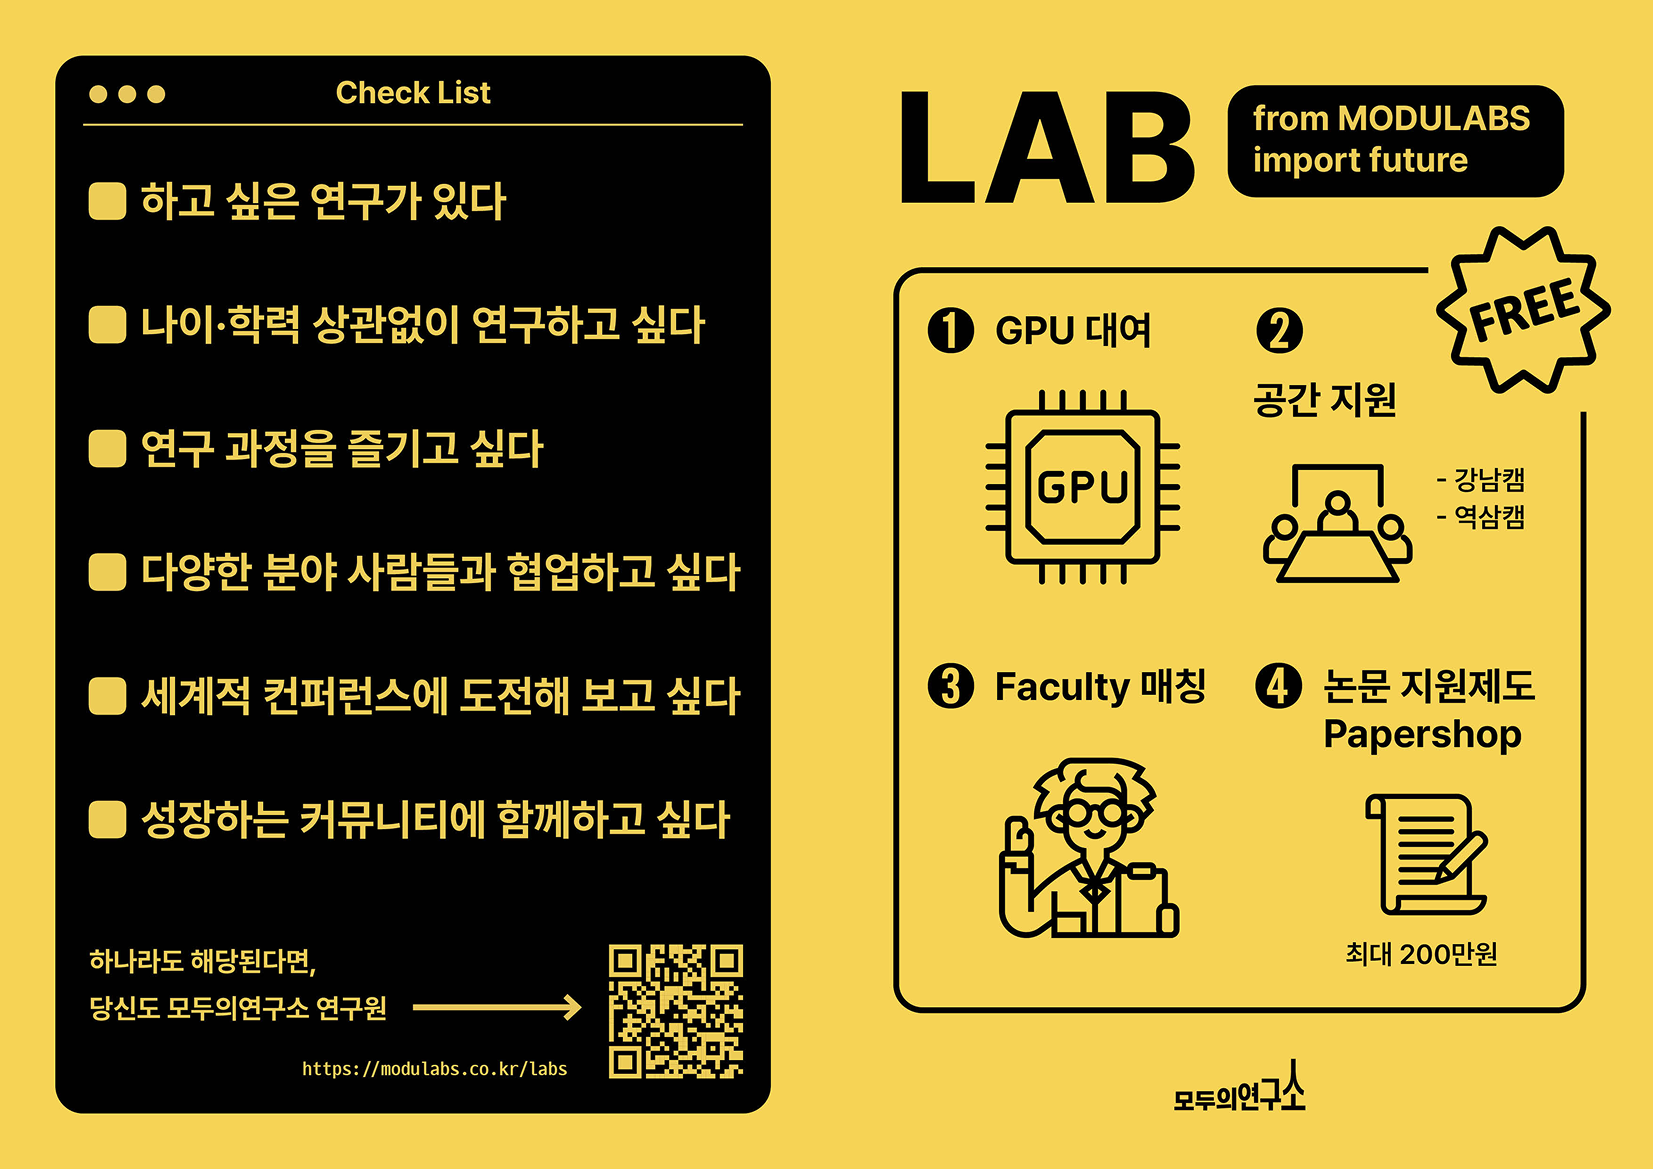 Check List
하고 싶은 연구가 있다
나이·학력 상관없이 연구하고 싶다
연구 과정을 즐기고 싶다
다양한 분야 사람들과 협업하고 싶다
세계적 컨퍼런스에 도전해 보고 싶다
성장하는 커뮤니티에 함께하고 싶다
하나라도 해당된다면,
당신도 모두의연구소 연구원
https://modulabs.co.kr/labs
LAB
from MODULABS
import future
FREE
1 GPU 대여
GPU
2
공간 지원
- 강남캠
- 역삼캠
3 Faculty 매칭
4 논문 지원제도
Papershop
최대 200만원
모두의연구소